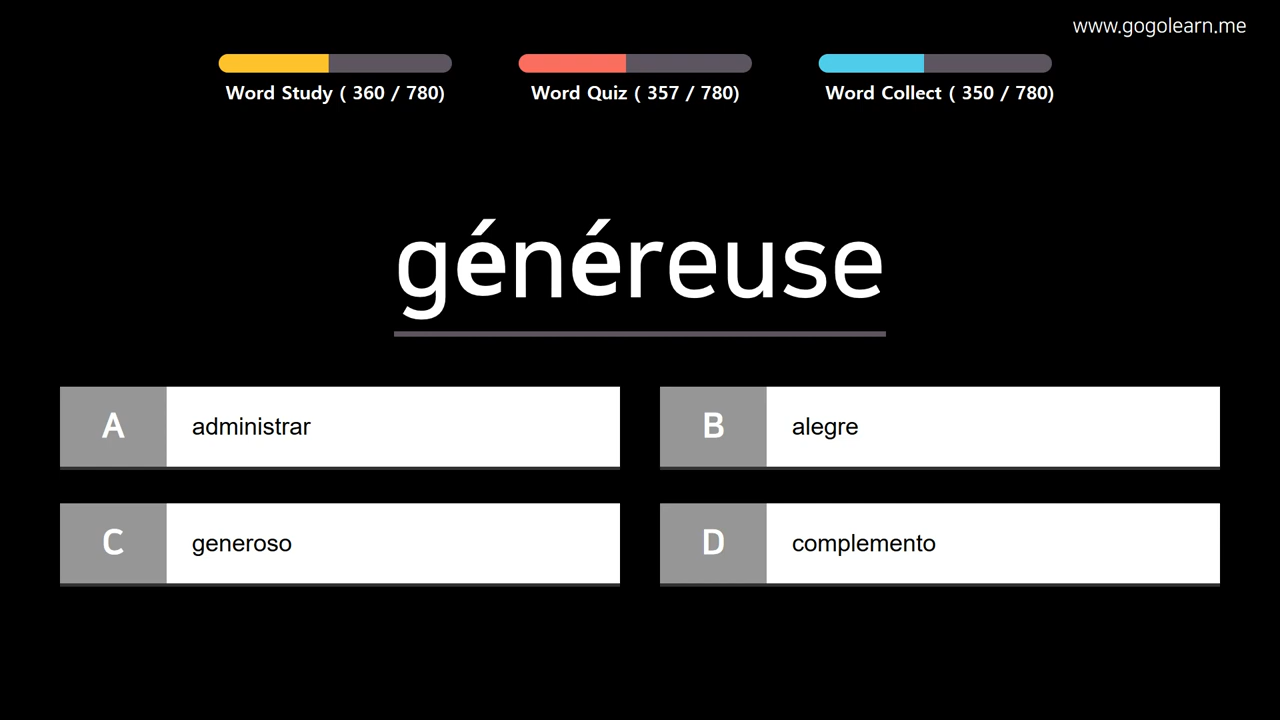 www.gogolearn.me
Word Study ( 360 / 780)
Word Quiz ( 357 / 780)
Word Collect ( 350 / 780)
généreuse
A administrar
B alegre
C generoso
D complemento